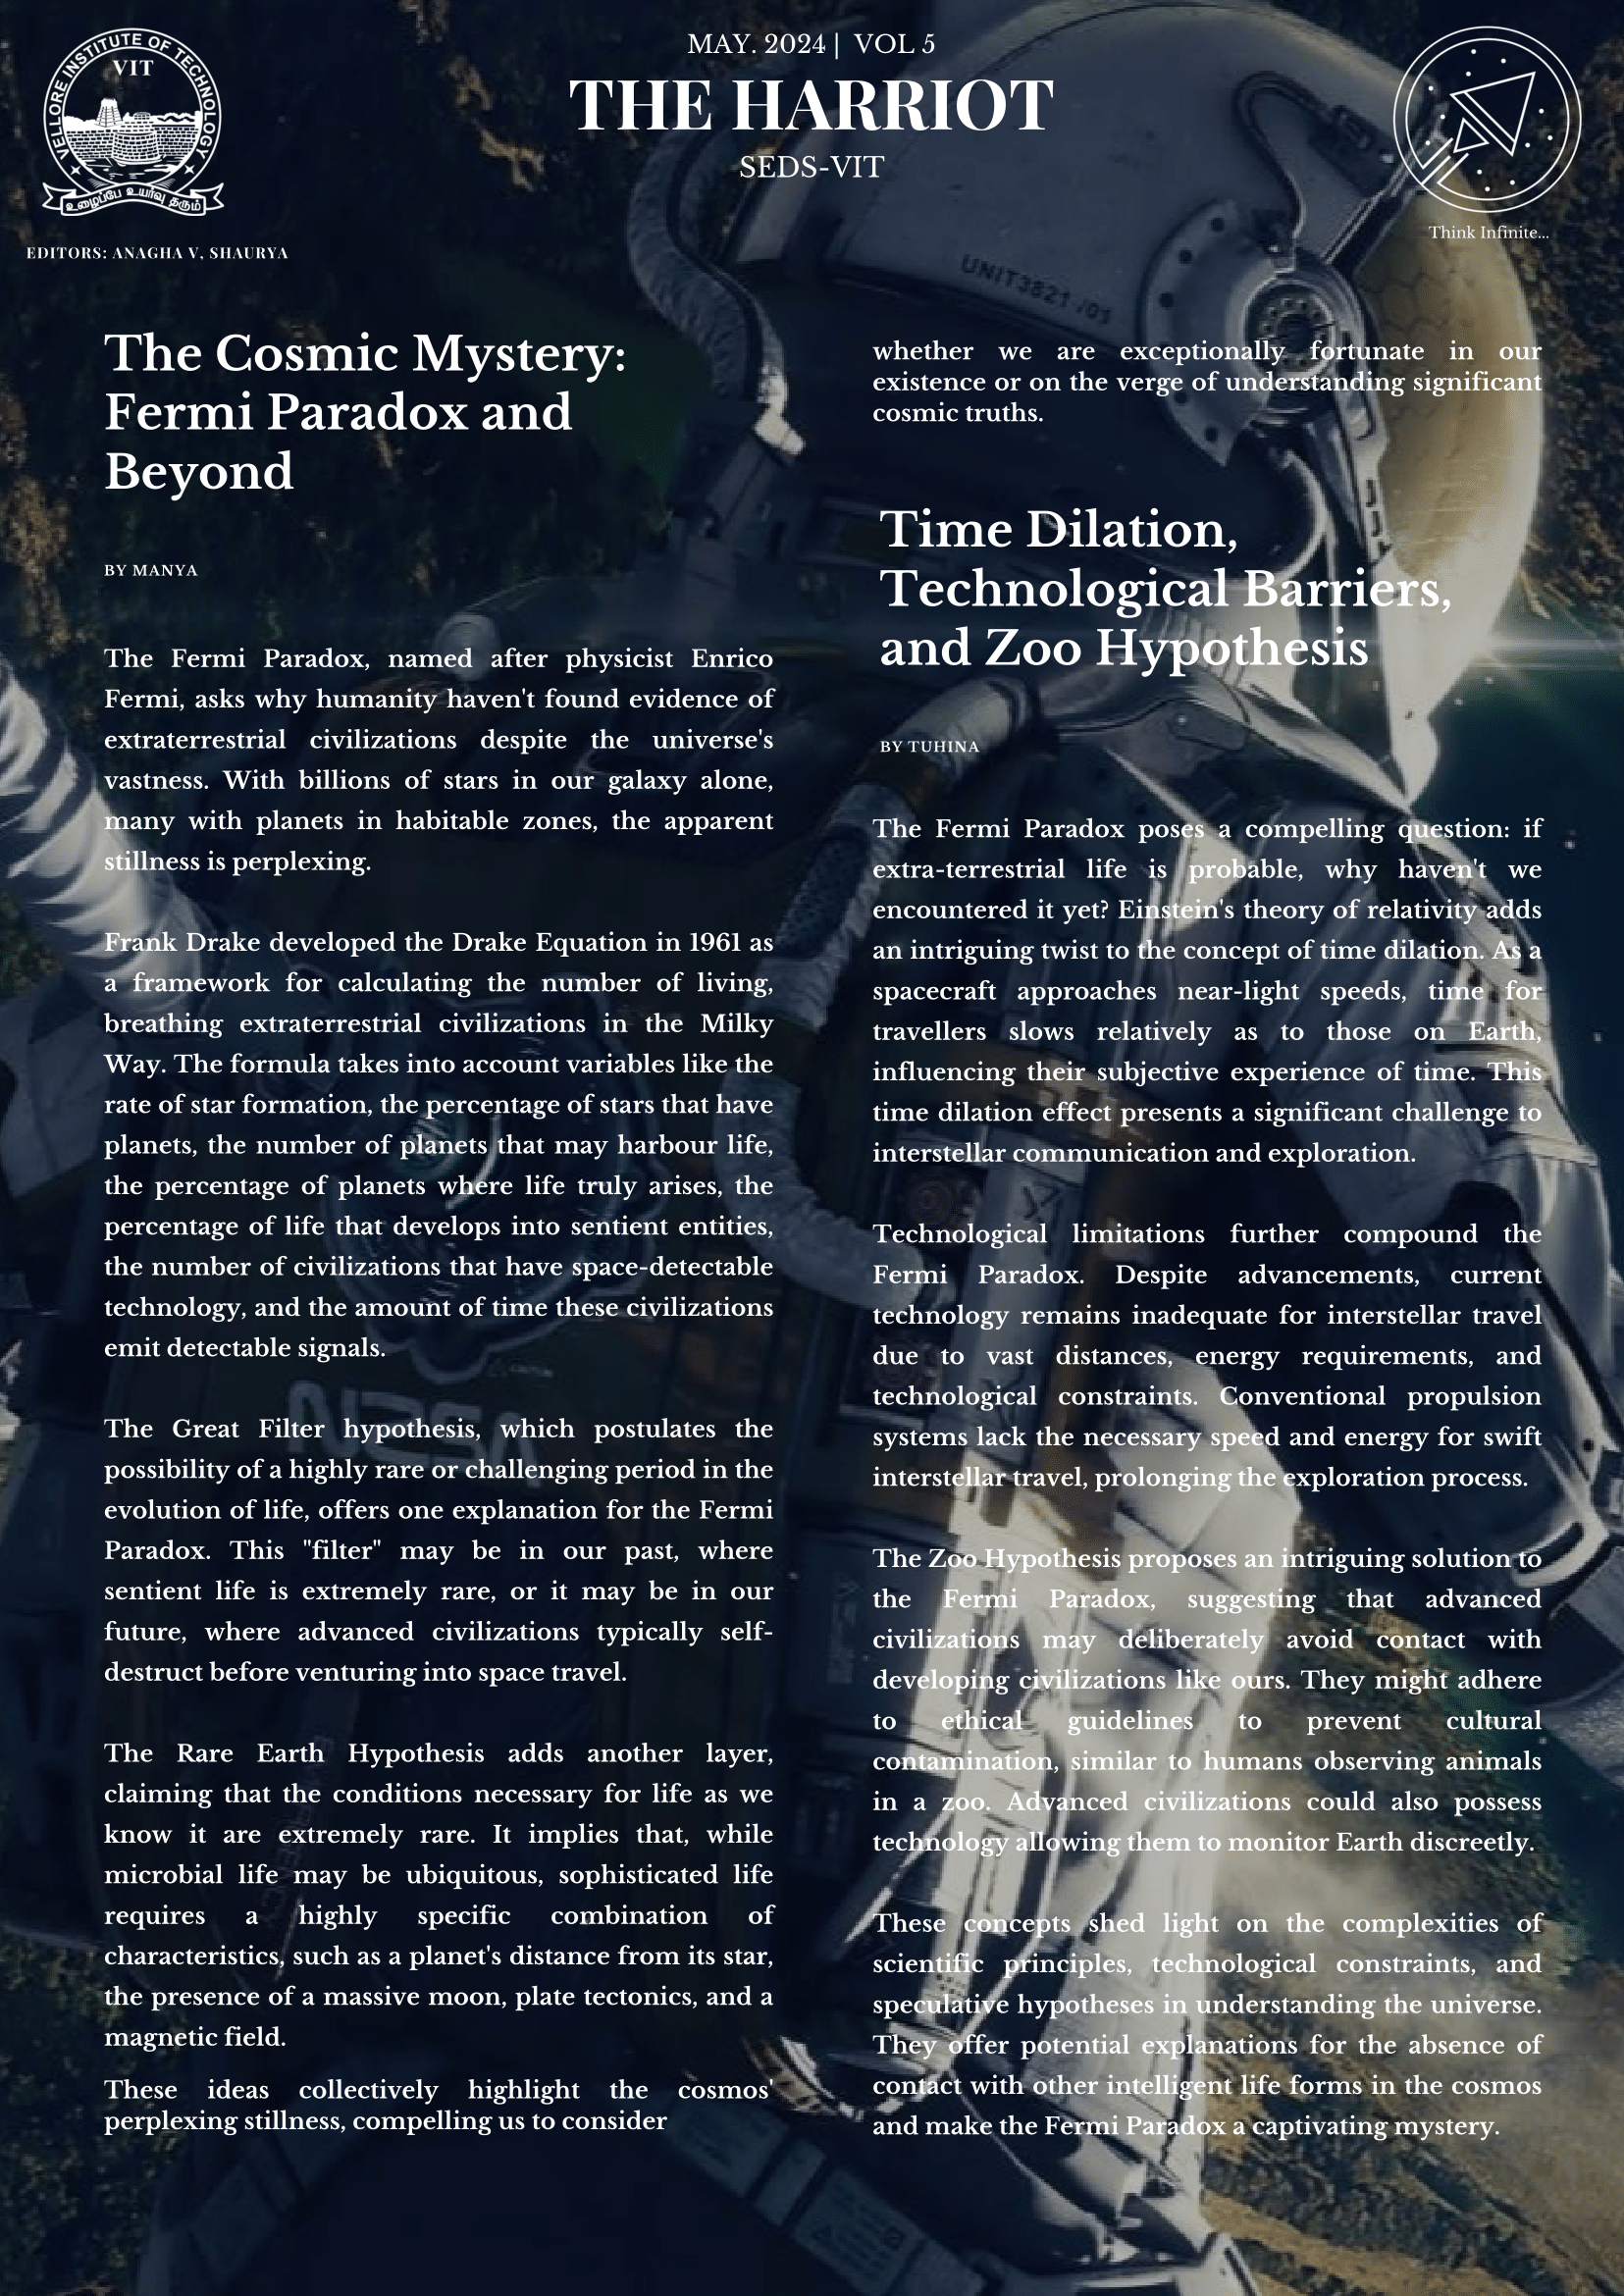 MAY. 2024 | VOL 5
THE HARRIOT
SEDS-VIT
VELLORE INSTITUTE OF TECHNOLOGY
VIT
உழைப்பே உயர்வு தரும்
Think Infinite...
EDITORS: ANAGHA V, SHAURYA
UNIT3821 /01
The Cosmic Mystery:
Fermi Paradox and
Beyond
BY MANYA
The Fermi Paradox, named after physicist Enrico
Fermi, asks why humanity haven't found evidence of
extraterrestrial civilizations despite the universe's
vastness. With billions of stars in our galaxy alone,
many with planets in habitable zones, the apparent
stillness is perplexing.
Frank Drake developed the Drake Equation in 1961 as
a framework for calculating the number of living,
breathing extraterrestrial civilizations in the Milky
Way. The formula takes into account variables like the
rate of star formation, the percentage of stars that have
planets, the number of planets that may harbour life,
the percentage of planets where life truly arises, the
percentage of life that develops into sentient entities,
the number of civilizations that have space-detectable
technology, and the amount of time these civilizations
emit detectable signals.
The Great Filter hypothesis, which postulates the
possibility of a highly rare or challenging period in the
evolution of life, offers one explanation for the Fermi
Paradox. This "filter" may be in our past, where
sentient life is extremely rare, or it may be in our
future, where advanced civilizations typically self-
destruct before venturing into space travel.
The Rare Earth Hypothesis adds another layer,
claiming that the conditions necessary for life as we
know it are extremely rare. It implies that, while
microbial life may be ubiquitous, sophisticated life
requires a highly specific combination of
characteristics, such as a planet's distance from its star,
the presence of a massive moon, plate tectonics, and a
magnetic field.
These ideas collectively highlight the cosmos'
perplexing stillness, compelling us to consider
whether we are exceptionally fortunate in our
existence or on the verge of understanding significant
cosmic truths.
Time Dilation,
Technological Barriers,
and Zoo Hypothesis
BY TUHINA
The Fermi Paradox poses a compelling question: if
extra-terrestrial life is probable, why haven't we
encountered it yet? Einstein's theory of relativity adds
an intriguing twist to the concept of time dilation. As a
spacecraft approaches near-light speeds, time for
travellers slows relatively as to those on Earth,
influencing their subjective experience of time. This
time dilation effect presents a significant challenge to
interstellar communication and exploration.
Technological limitations further compound the
Fermi Paradox. Despite advancements, current
technology remains inadequate for interstellar travel
due to vast distances, energy requirements, and
technological constraints. Conventional propulsion
systems lack the necessary speed and energy for swift
interstellar travel, prolonging the exploration process.
The Zoo Hypothesis proposes an intriguing solution to
the Fermi Paradox, suggesting that advanced
civilizations may deliberately avoid contact with
developing civilizations like ours. They might adhere
to ethical guidelines to prevent cultural
contamination, similar to humans observing animals
in a zoo. Advanced civilizations could also possess
technology allowing them to monitor Earth discreetly.
These concepts shed light on the complexities of
scientific principles, technological constraints, and
speculative hypotheses in understanding the universe.
They offer potential explanations for the absence of
contact with other intelligent life forms in the cosmos
and make the Fermi Paradox a captivating mystery.